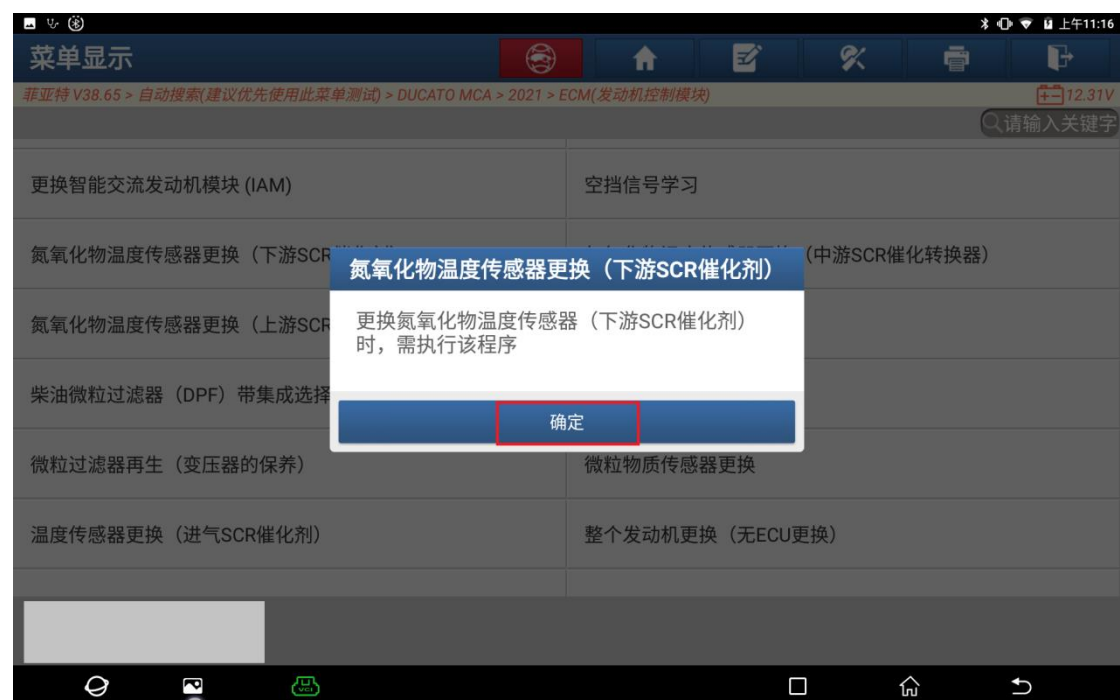 上午11:16
菜单显示
菲亚特 V38.65 > 自动搜索(建议优先使用此菜单测试) > DUCATO MCA > 2021 > ECM(发动机控制模块)
12.31V
请输入关键字
更换智能交流发动机模块 (IAM)
空挡信号学习
氮氧化物温度传感器更换（下游SCR
（中游SCR催化转换器）
氮氧化物温度传感器更换（下游SCR催化剂）
更换氮氧化物温度传感器（下游SCR催化剂）
时，需执行该程序
氮氧化物温度传感器更换（上游SCR
柴油微粒过滤器（DPF）带集成选择
确定
微粒过滤器再生（变压器的保养）
微粒物质传感器更换
温度传感器更换（进气SCR催化剂）
整个发动机更换（无ECU更换）
VCI